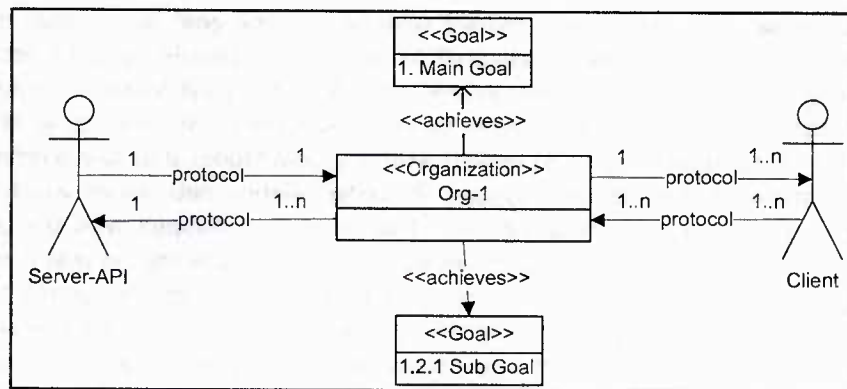 <<Goal>>
1. Main Goal
<<achieves>>
1 1
protocol
<<Crganization>>
Org-1
1 1..n
protocol
1 1..n
protocol
1..n 1..n
protocol
Server-API
Client
<<achieves>>
<<Goal>>
1.2.1 Sub Goal